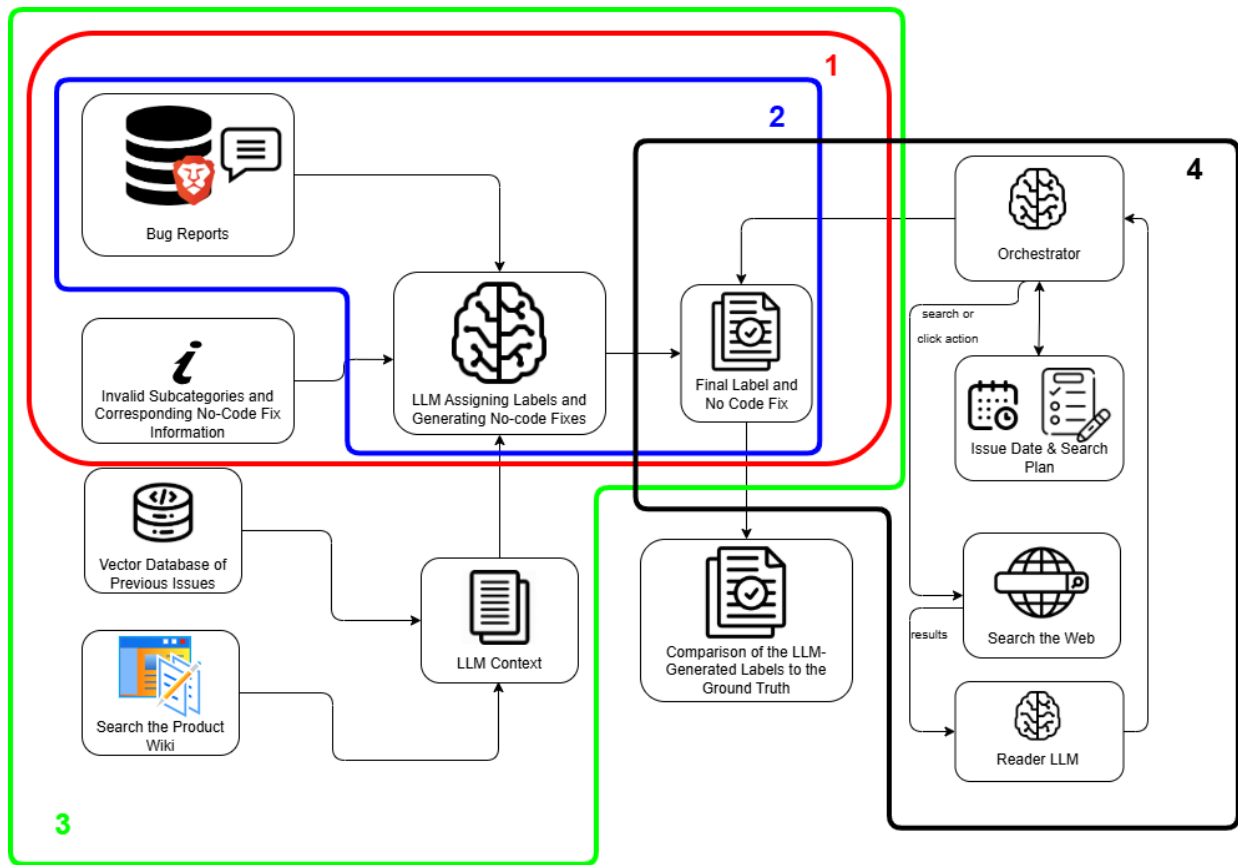 1
2
4
3
Bug Reports
Invalid Subcategories and
Corresponding No-Code Fix
Information
LLM Assigning Labels and
Generating No-code Fixes
Final Label and
No Code Fix
Orchestrator
search or
click action
Issue Date & Search
Plan
Vector Database of
Previous Issues
LLM Context
Search the Product
Wiki
Comparison of the LLM-
Generated Labels to the
Ground Truth
Search the Web
results
Reader LLM